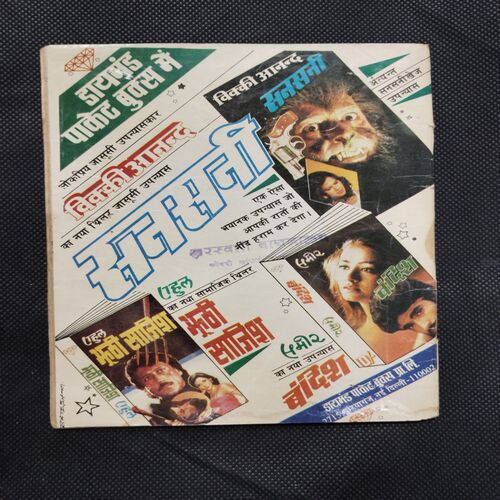 डायमंड
पाकेट बुक्स में
लोकप्रिय जासूसी उपन्यासकार
विक्की आनन्द
का नया थ्रिलर जासूसी उपन्यास
सनसनी
विक्की आनन्द
सनसनी
अत्यन्त
सनसनीखेज
उपन्यास
एक ऐसा
भयानक उपन्यास जो
आपकी रातों की
नींद हराम कर देगा।
राहुल
का नया सामाजिक थ्रिलर
झूठी
साजिश
राहुल
झूठी साजिश
समीर
का नया उपन्यास
बंदिश
समीर
बंदिश
डायमंड पाकेट बुक्स प्रा. लि.
नई दिल्ली-110002